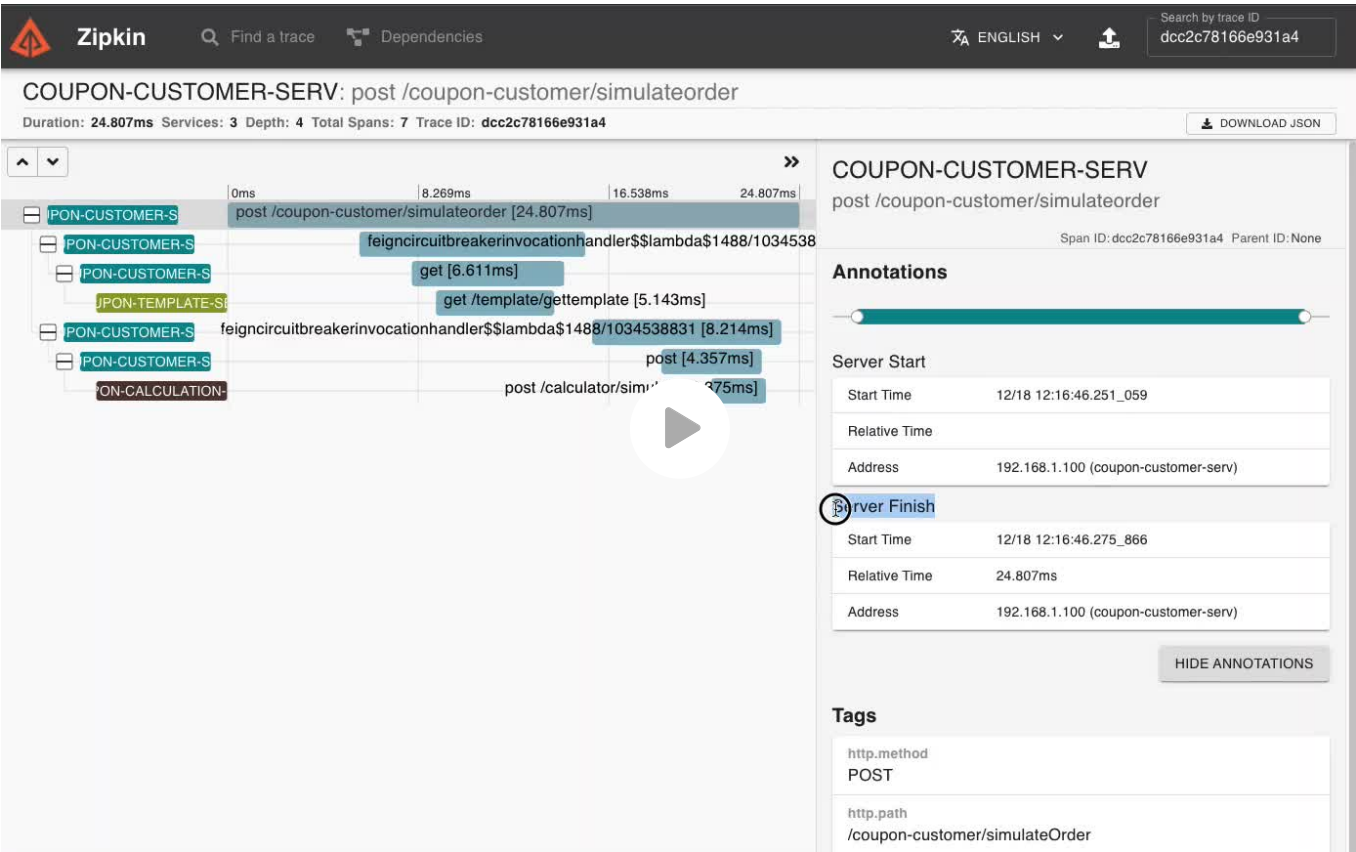 Zipkin
Find a trace
Dependencies
ENGLISH
Search by trace ID
dcc2c78166e931a4
COUPON-CUSTOMER-SERV: post /coupon-customer/simulateorder
Duration: 24.807ms Services: 3 Depth: 4 Total Spans: 7 Trace ID: dcc2c78166e931a4
DOWNLOAD JSON
0ms 8.269ms 16.538ms 24.807ms
PON-CUSTOMER-S post /coupon-customer/simulateorder [24.807ms]
PON-CUSTOMER-S feigncircuitbreakerinvocationhandler$$lambda$1488/1034538
PON-CUSTOMER-S get [6.611ms]
UPON-TEMPLATE-SE get /template/gettemplate [5.143ms]
PON-CUSTOMER-S feigncircuitbreakerinvocationhandler$$lambda$1488/1034538831 [8.214ms]
PON-CUSTOMER-S post [4.357ms]
PON-CALCULATION- post /calculator/simu 375ms]
COUPON-CUSTOMER-SERV
post /coupon-customer/simulateorder
Span ID: dcc2c78166e931a4 Parent ID: None
Annotations
Server Start
Start Time 12/18 12:16:46.251_059
Relative Time
Address 192.168.1.100 (coupon-customer-serv)
Server Finish
Start Time 12/18 12:16:46.275_866
Relative Time 24.807ms
Address 192.168.1.100 (coupon-customer-serv)
HIDE ANNOTATIONS
Tags
http.method
POST
http.path
/coupon-customer/simulateOrder